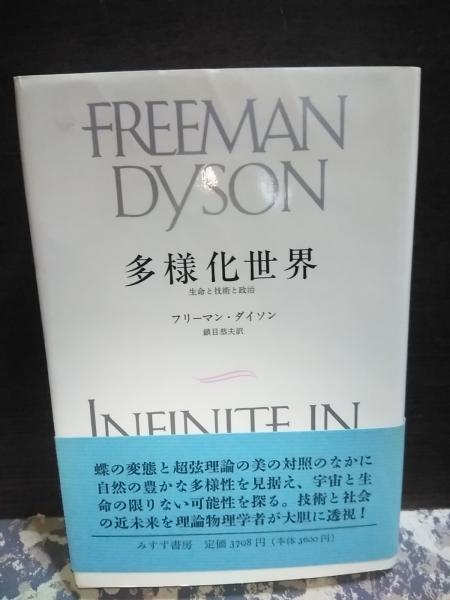 FREEMAN
DYSON
多様化世界
生命と技術と政治
フリーマン・ダイソン
鎮目恭夫訳
INFINITE IN
蝶の変態と超弦理論の美の対照のなかに
自然の豊かな多様性を見据え、宇宙と生
命の限りない可能性を探る。技術と社会
の近未来を理論物理学者が大胆に透視！
みすず書房 定価3708円（本体3600円）